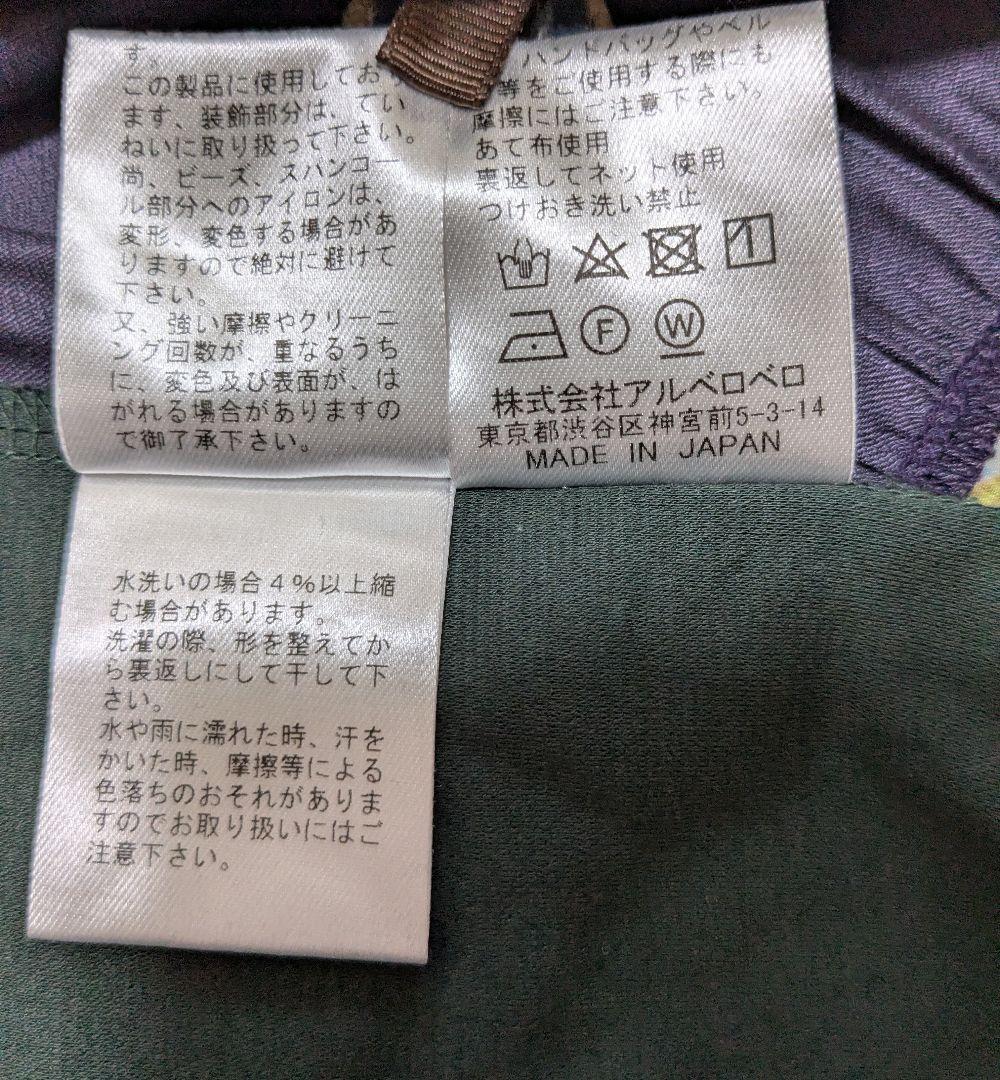 す。
この製品に使用してお
ます、装飾部分は、てい
ねいに取り扱って下さい。
尚、ビーズ、スパンコー
ル部分へのアイロンは、
変形、変色する場合があ
りますので絶対に避けて
下さい。
又、強い摩擦やクリーニ
ング回数が、重なるうち
に、変色及び表面が、は
がれる場合がありますの
で御了承下さい。
ハンドバッグやベル
等をご使用する際にも
摩擦にはご注意下さい。
あて布使用
裏返してネット使用
つけおき洗い禁止
F W
株式会社アルベロベロ
東京都渋谷区神宮前5-3-14
MADE IN JAPAN
水洗いの場合4%以上縮
む場合があります。
洗濯の際、形を整えてか
ら裏返しにして干して下
さい。
水や雨に濡れた時、汗を
かいた時、摩擦等による
色落ちのおそれがありま
すのでお取り扱いにはご
注意下さい。